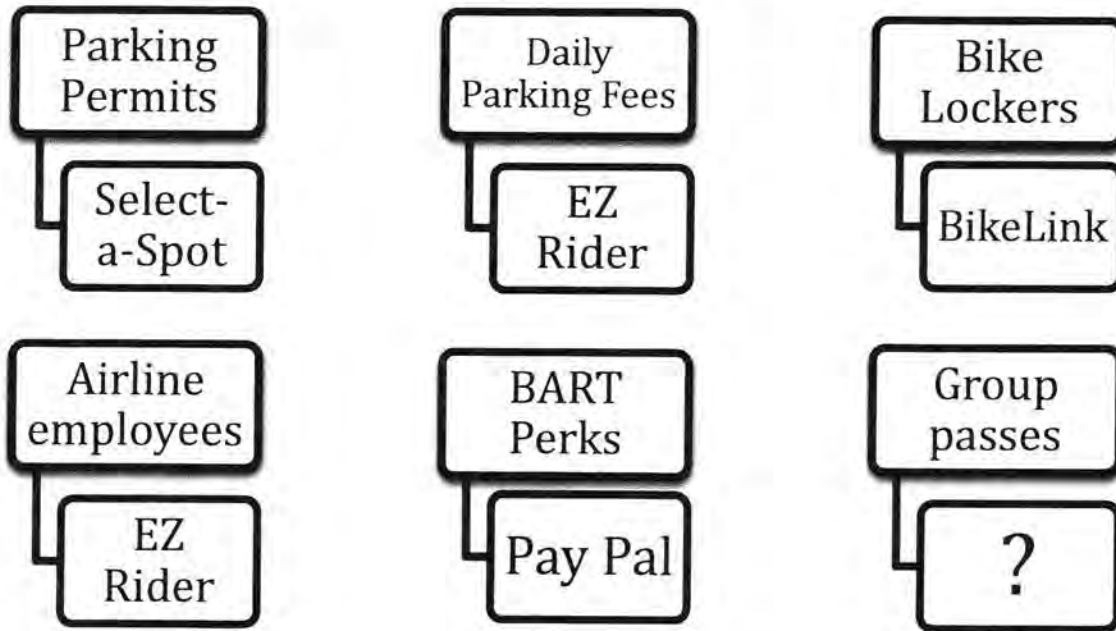 Parking
Permits
Select-
a-Spot
Daily
Parking Fees
EZ
Rider
Bike
Lockers
BikeLink
Airline
employees
EZ
Rider
BART
Perks
Pay Pal
Group
passes
?